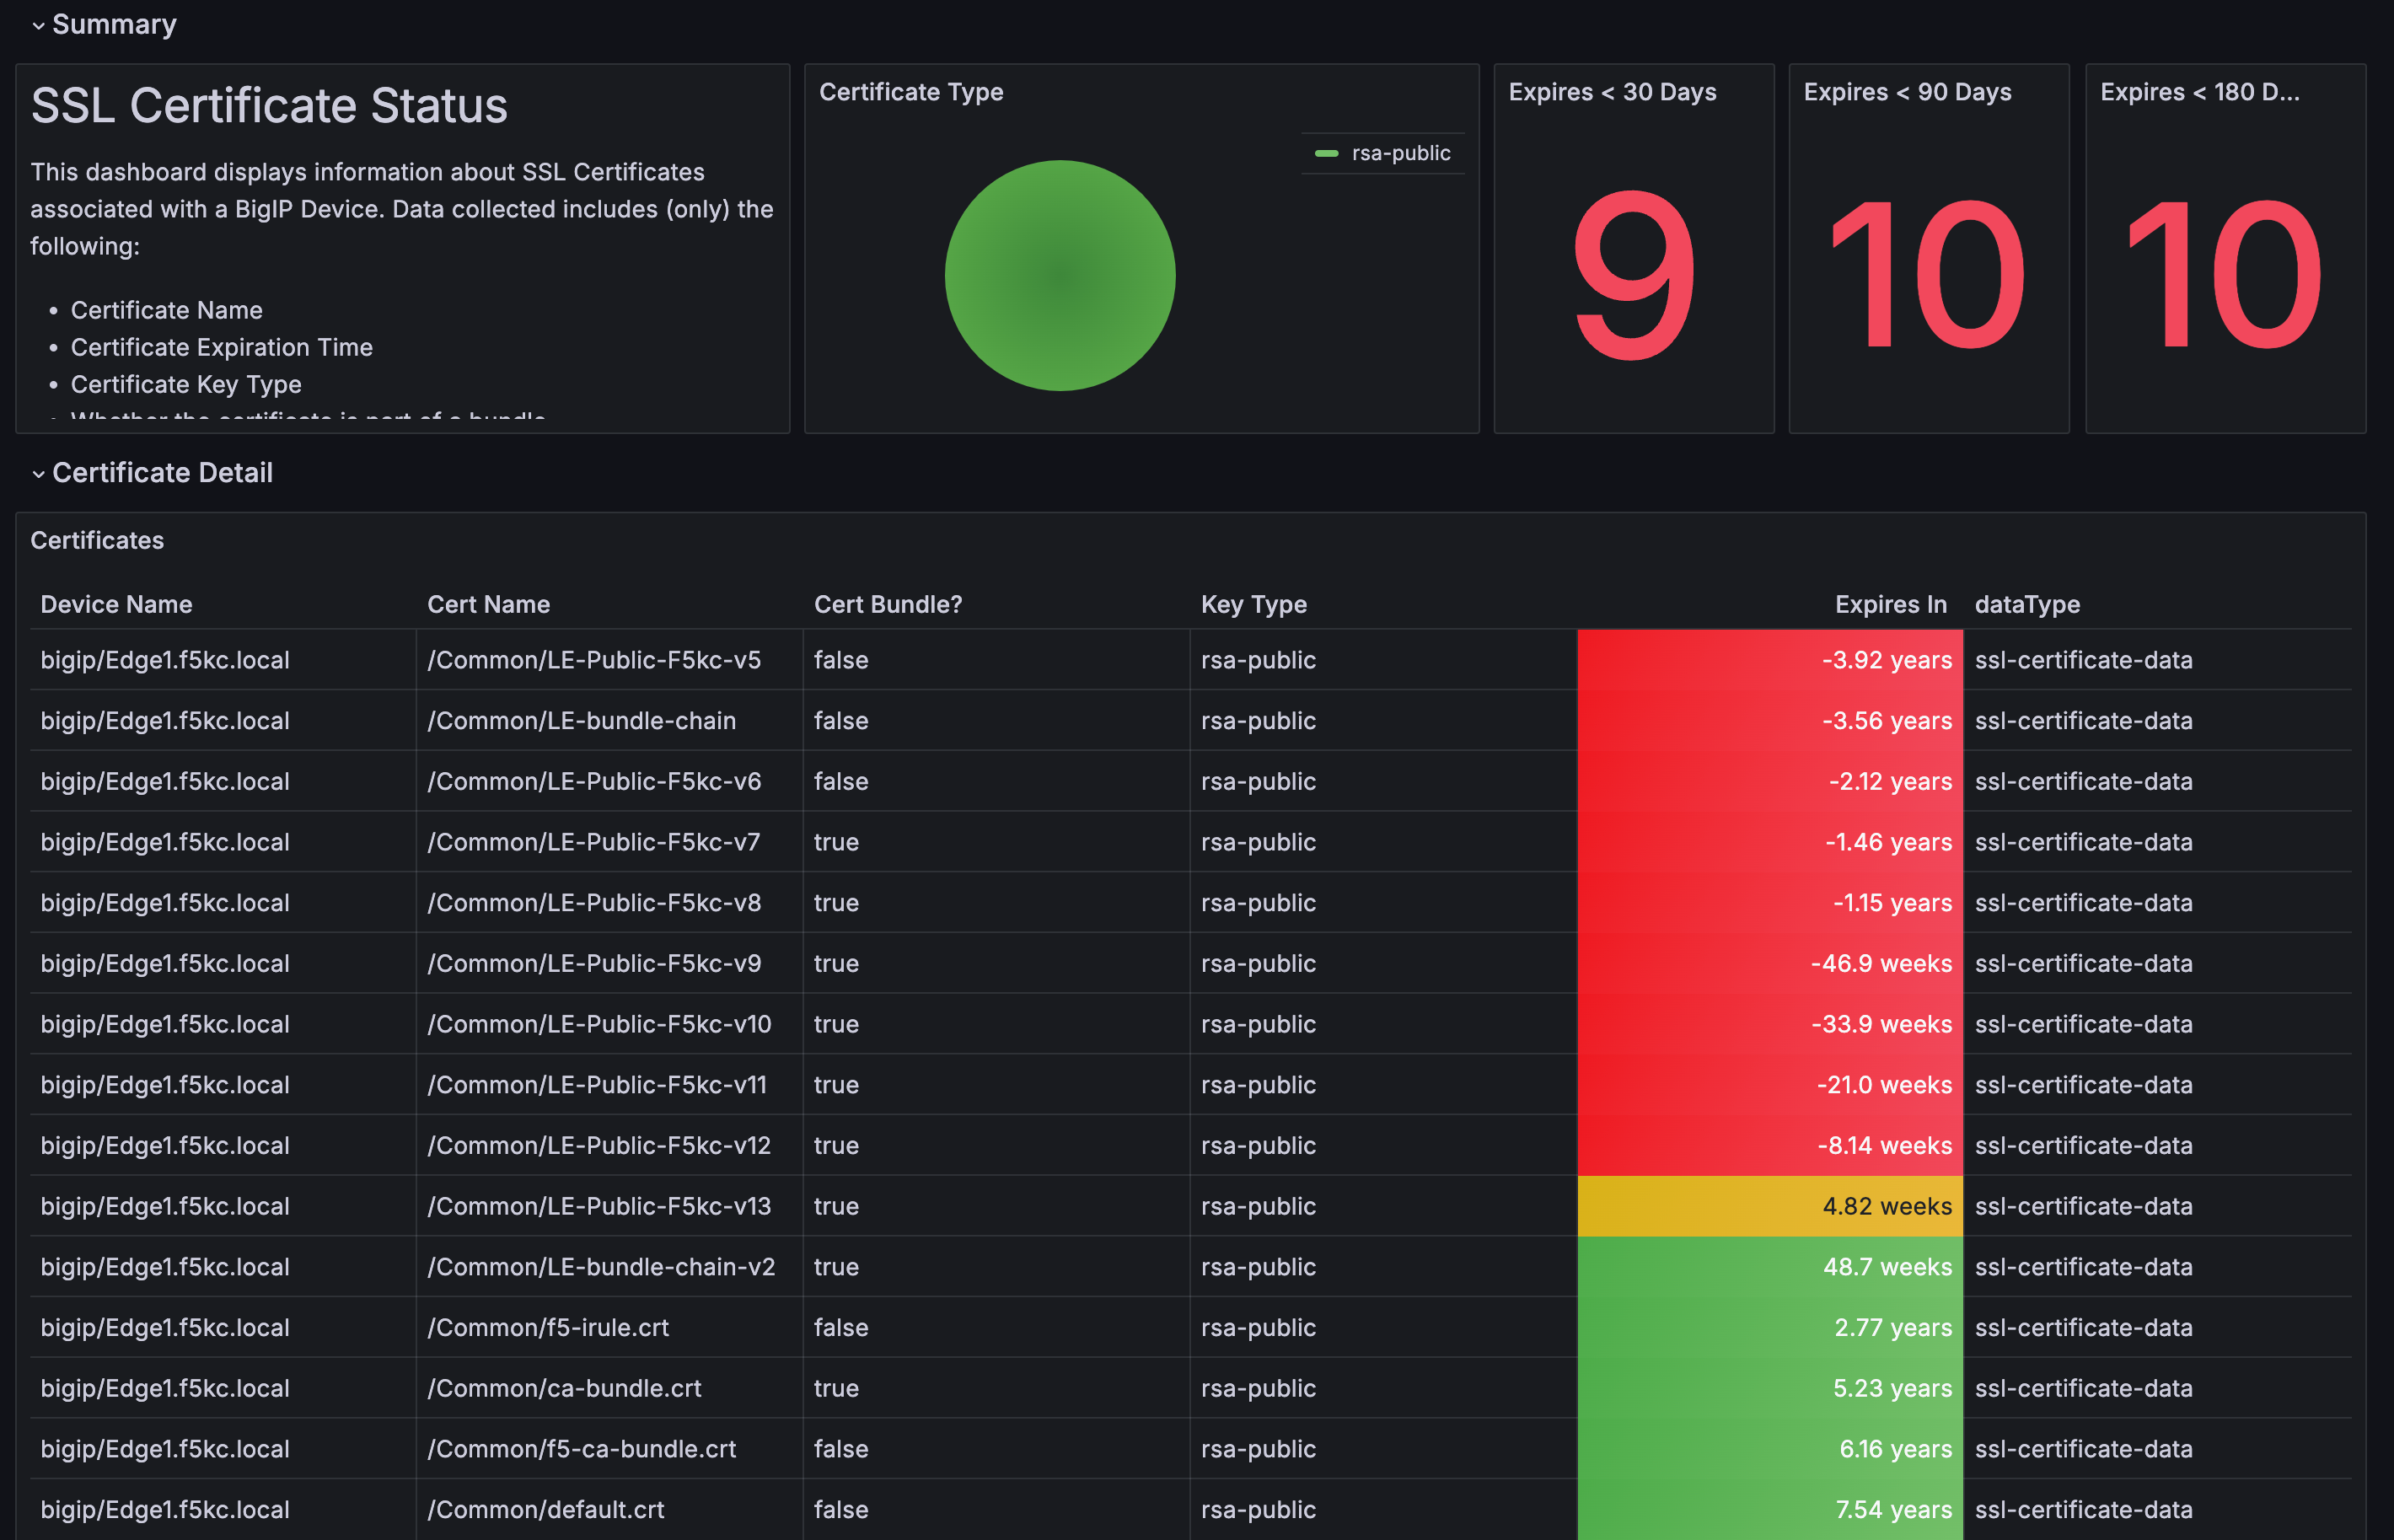 Summary
SSL Certificate Status
This dashboard displays information about SSL Certificates
associated with a BigIP Device. Data collected includes (only) the
following:
• Certificate Name
• Certificate Expiration Time
• Certificate Key Type
• Whether the certificate is part of a bundle
Certificate Type
rsa-public
Expires < 30 Days
9
Expires < 90 Days
10
Expires < 180 D...
10
Certificate Detail
Certificates
Device Name Cert Name Cert Bundle? Key Type Expires In dataType
bigip/Edge1.f5kc.local /Common/LE-Public-F5kc-v5 false rsa-public -3.92 years ssl-certificate-data
bigip/Edge1.f5kc.local /Common/LE-bundle-chain false rsa-public -3.56 years ssl-certificate-data
bigip/Edge1.f5kc.local /Common/LE-Public-F5kc-v6 false rsa-public -2.12 years ssl-certificate-data
bigip/Edge1.f5kc.local /Common/LE-Public-F5kc-v7 true rsa-public -1.46 years ssl-certificate-data
bigip/Edge1.f5kc.local /Common/LE-Public-F5kc-v8 true rsa-public -1.15 years ssl-certificate-data
bigip/Edge1.f5kc.local /Common/LE-Public-F5kc-v9 true rsa-public -46.9 weeks ssl-certificate-data
bigip/Edge1.f5kc.local /Common/LE-Public-F5kc-v10 true rsa-public -33.9 weeks ssl-certificate-data
bigip/Edge1.f5kc.local /Common/LE-Public-F5kc-v11 true rsa-public -21.0 weeks ssl-certificate-data
bigip/Edge1.f5kc.local /Common/LE-Public-F5kc-v12 true rsa-public -8.14 weeks ssl-certificate-data
bigip/Edge1.f5kc.local /Common/LE-Public-F5kc-v13 true rsa-public 4.82 weeks ssl-certificate-data
bigip/Edge1.f5kc.local /Common/LE-bundle-chain-v2 true rsa-public 48.7 weeks ssl-certificate-data
bigip/Edge1.f5kc.local /Common/f5-irule.crt false rsa-public 2.77 years ssl-certificate-data
bigip/Edge1.f5kc.local /Common/ca-bundle.crt true rsa-public 5.23 years ssl-certificate-data
bigip/Edge1.f5kc.local /Common/f5-ca-bundle.crt false rsa-public 6.16 years ssl-certificate-data
bigip/Edge1.f5kc.local /Common/default.crt false rsa-public 7.54 years ssl-certificate-data